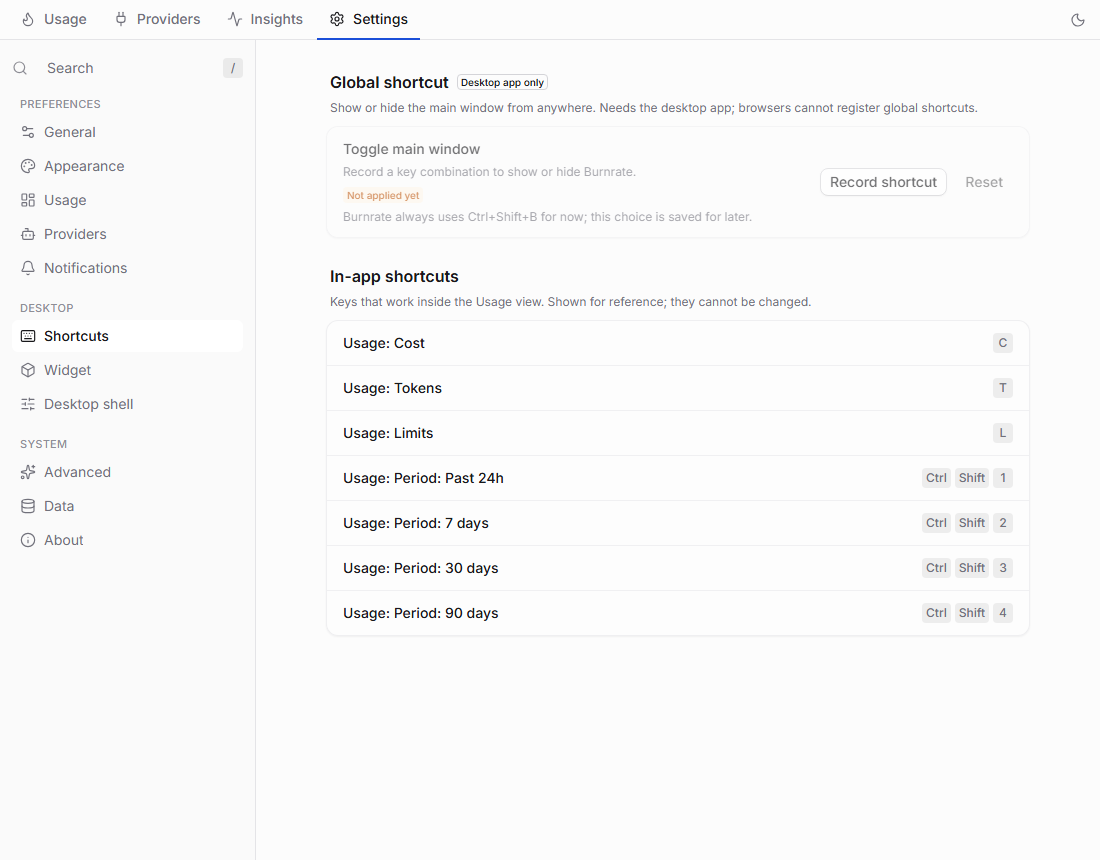 Usage
Providers
Insights
Settings
Search
/
PREFERENCES
General
Appearance
Usage
Providers
Notifications
DESKTOP
Shortcuts
Widget
Desktop shell
SYSTEM
Advanced
Data
About
Global shortcut Desktop app only
Show or hide the main window from anywhere. Needs the desktop app; browsers cannot register global shortcuts.
Toggle main window
Record a key combination to show or hide Burnrate.
Not applied yet
Burnrate always uses Ctrl+Shift+B for now; this choice is saved for later.
Record shortcut
Reset
In-app shortcuts
Keys that work inside the Usage view. Shown for reference; they cannot be changed.
Usage: Cost C
Usage: Tokens T
Usage: Limits L
Usage: Period: Past 24h Ctrl Shift 1
Usage: Period: 7 days Ctrl Shift 2
Usage: Period: 30 days Ctrl Shift 3
Usage: Period: 90 days Ctrl Shift 4